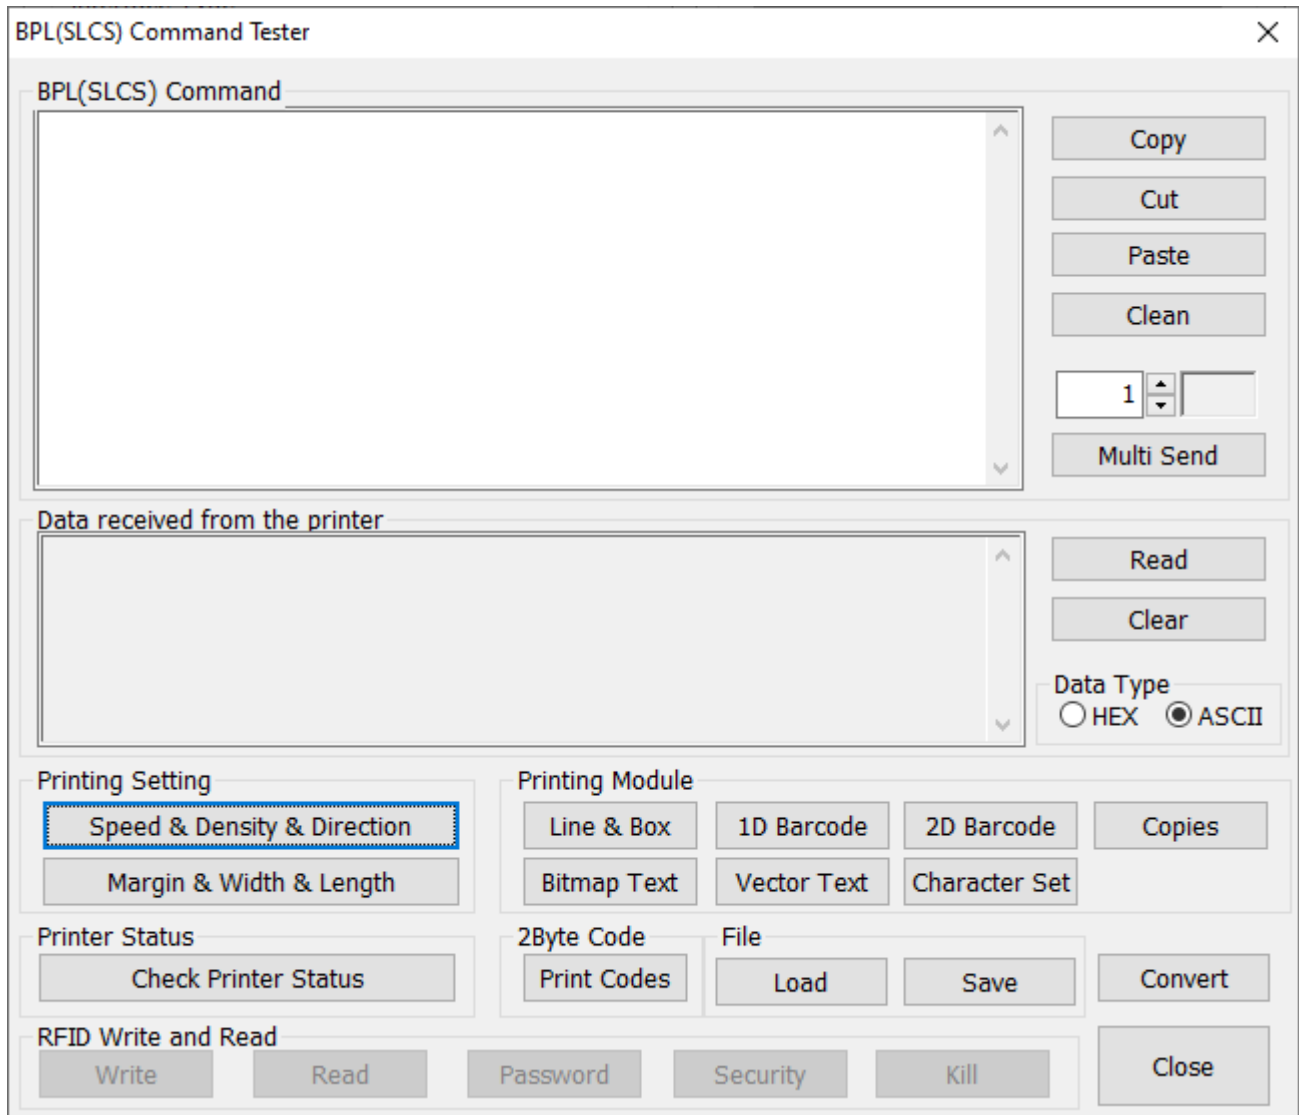 BPL(SLCS) Command Tester
BPL(SLCS) Command
Copy
Cut
Paste
Clean
1
Multi Send
Data received from the printer
Read
Clear
Data Type
HEX ASCII
Printing Setting
Speed & Density & Direction
Margin & Width & Length
Printing Module
Line & Box 1D Barcode 2D Barcode Copies
Bitmap Text Vector Text Character Set
Printer Status
Check Printer Status
2Byte Code
Print Codes
File
Load Save
Convert
RFID Write and Read
Write Read Password Security Kill
Close